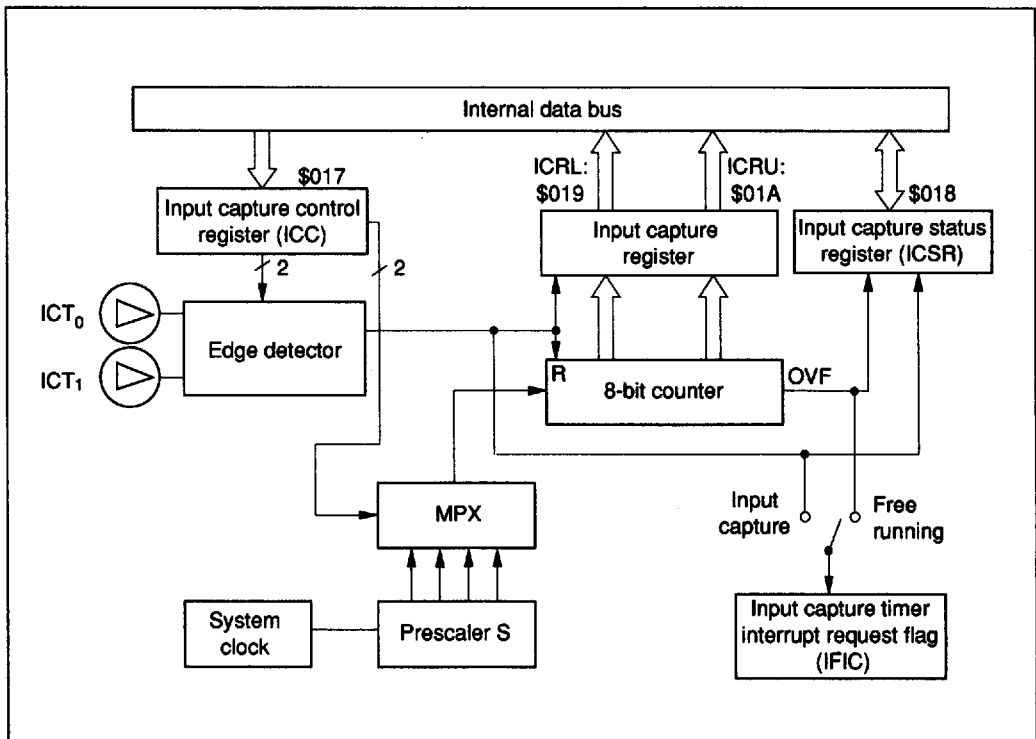 Internal data bus
ICRL:
$019
ICRU:
$01A
$017
$018
Input capture control
register (ICC)
Input capture
register
Input capture status
register (ICSR)
2
2
ICT0
ICT1
Edge detector
R
8-bit counter
OVF
MPX
Input
capture
Free
running
System
clock
Prescaler S
Input capture timer
interrupt request flag
(IFIC)